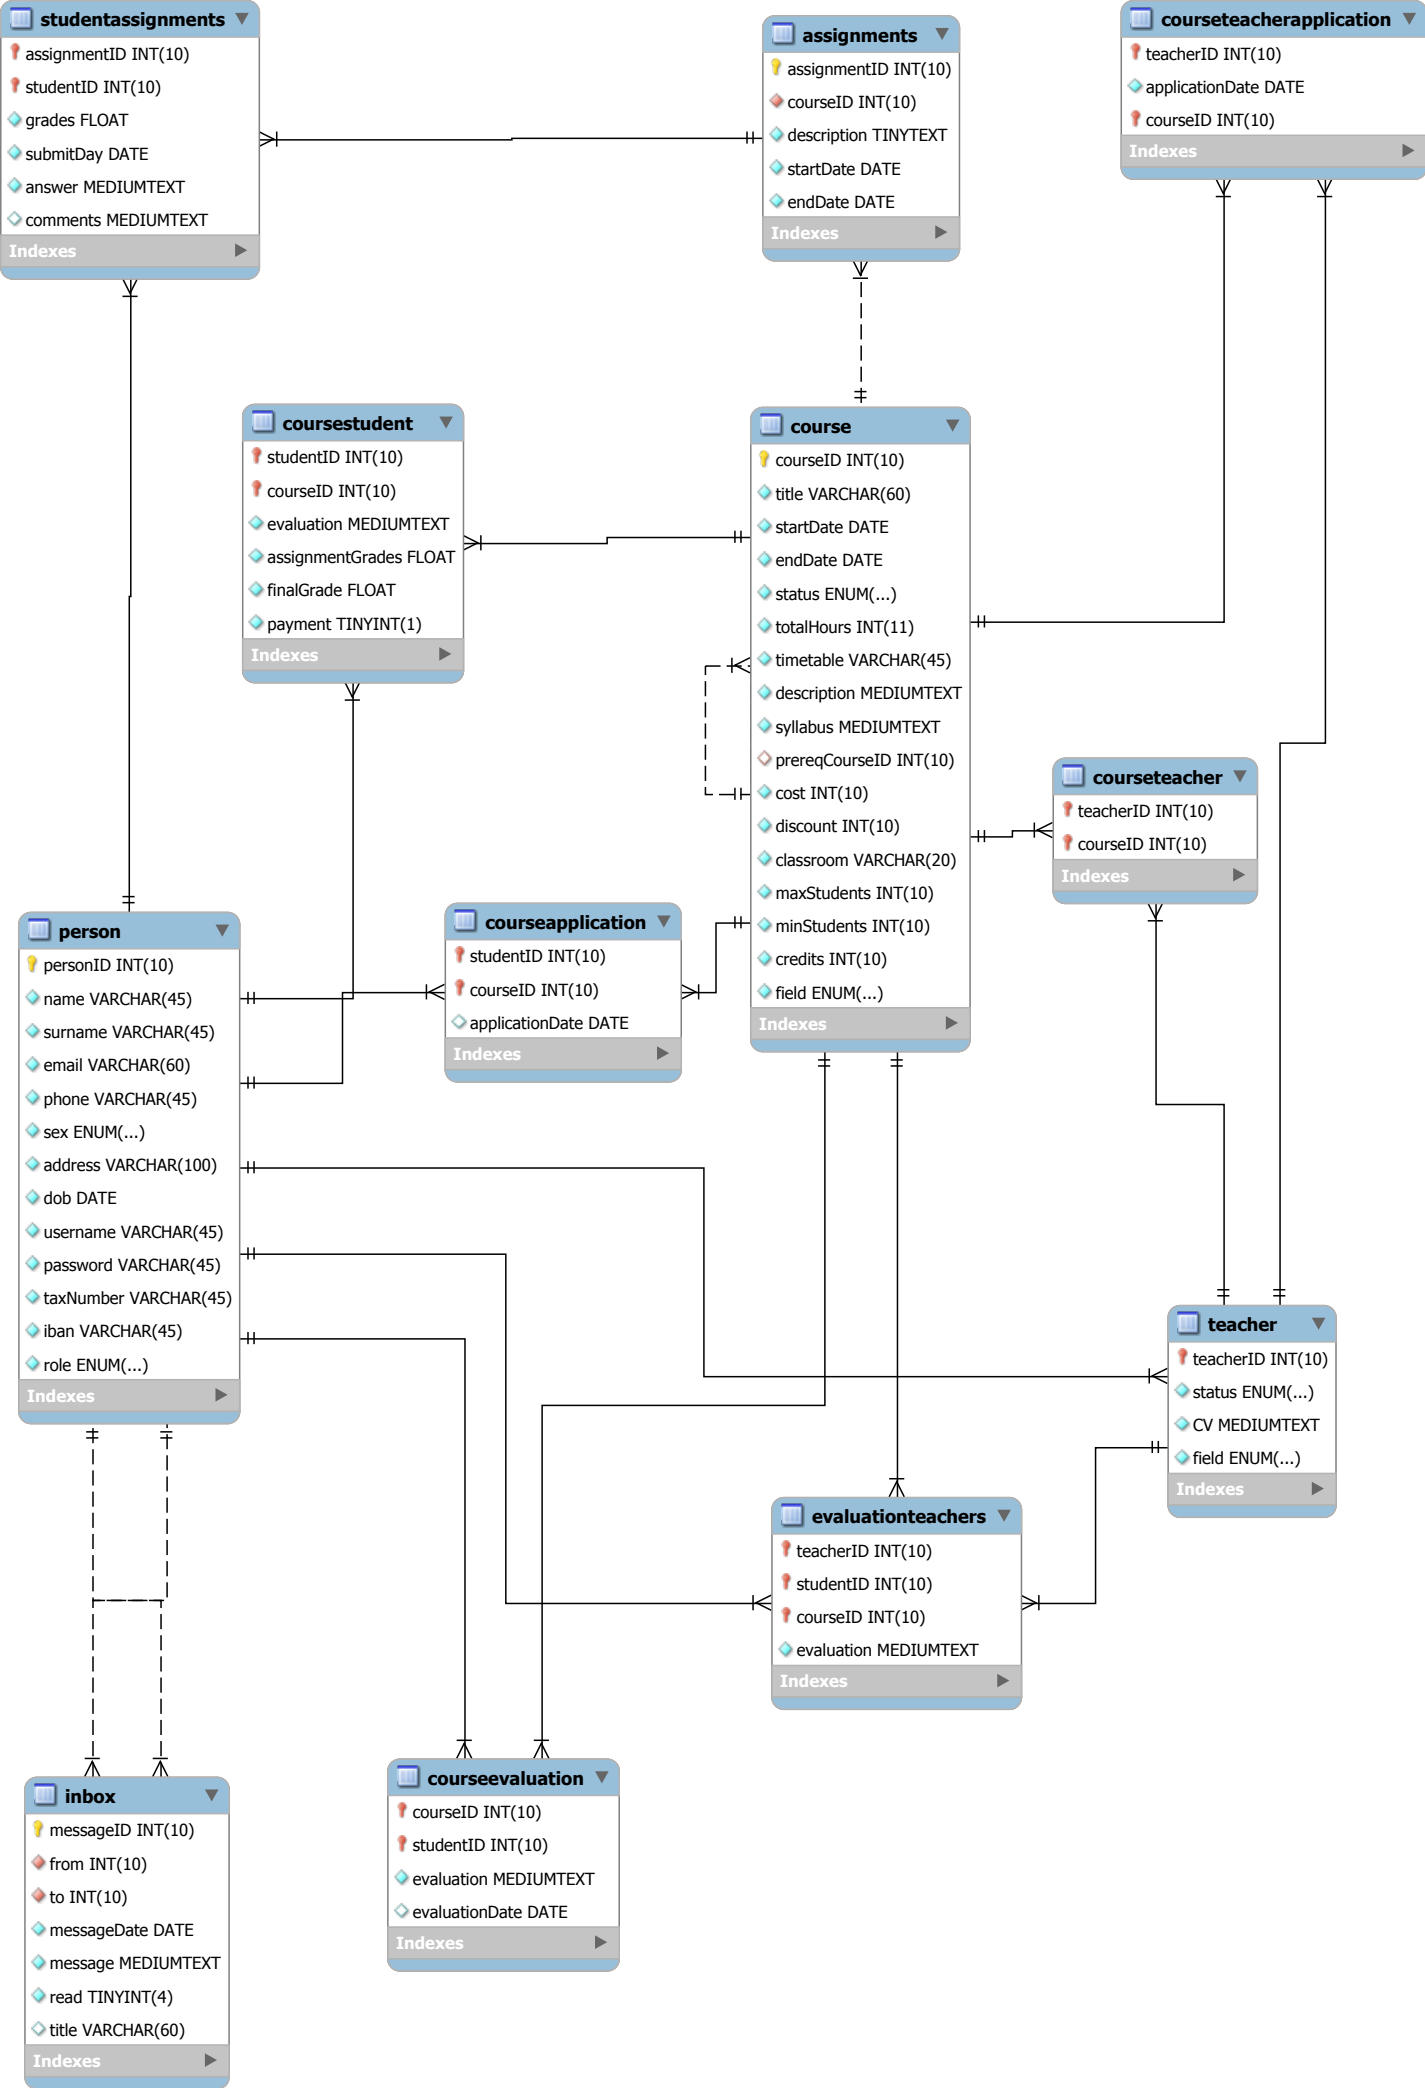 studentassignments
assignmentID INT(10)
studentID INT(10)
grades FLOAT
submitDay DATE
answer MEDIUMTEXT
comments MEDIUMTEXT
Indexes
assignments
assignmentID INT(10)
courseID INT(10)
description TINYTEXT
startDate DATE
endDate DATE
Indexes
courseteacherapplication
teacherID INT(10)
applicationDate DATE
courseID INT(10)
Indexes
coursestudent
studentID INT(10)
courseID INT(10)
evaluation MEDIUMTEXT
assignmentGrades FLOAT
finalGrade FLOAT
payment TINYINT(1)
Indexes
course
courseID INT(10)
title VARCHAR(60)
startDate DATE
endDate DATE
status ENUM(...)
totalHours INT(11)
timetable VARCHAR(45)
description MEDIUMTEXT
syllabus MEDIUMTEXT
prereqCourseID INT(10)
cost INT(10)
discount INT(10)
classroom VARCHAR(20)
maxStudents INT(10)
minStudents INT(10)
credits INT(10)
field ENUM(...)
Indexes
courseteacher
teacherID INT(10)
courseID INT(10)
Indexes
person
personID INT(10)
name VARCHAR(45)
surname VARCHAR(45)
email VARCHAR(60)
phone VARCHAR(45)
sex ENUM(...)
address VARCHAR(100)
dob DATE
username VARCHAR(45)
password VARCHAR(45)
taxNumber VARCHAR(45)
iban VARCHAR(45)
role ENUM(...)
Indexes
courseapplication
studentID INT(10)
courseID INT(10)
applicationDate DATE
Indexes
teacher
teacherID INT(10)
status ENUM(...)
CV MEDIUMTEXT
field ENUM(...)
Indexes
evaluationteachers
teacherID INT(10)
studentID INT(10)
courseID INT(10)
evaluation MEDIUMTEXT
Indexes
inbox
messageID INT(10)
from INT(10)
to INT(10)
messageDate DATE
message MEDIUMTEXT
read TINYINT(4)
title VARCHAR(60)
Indexes
courseevaluation
courseID INT(10)
studentID INT(10)
evaluation MEDIUMTEXT
evaluationDate DATE
Indexes